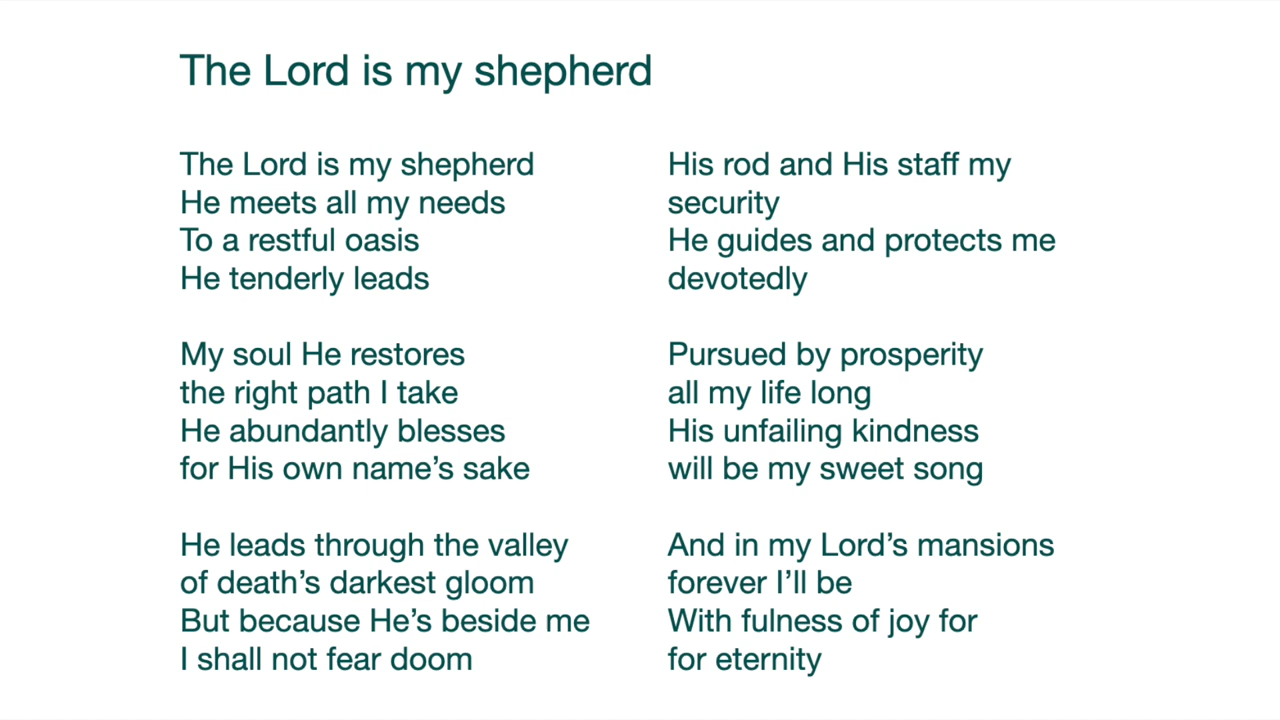 The Lord is my shepherd
The Lord is my shepherd
He meets all my needs
To a restful oasis
He tenderly leads
My soul He restores
the right path I take
He abundantly blesses
for His own name’s sake
He leads through the valley
of death’s darkest gloom
But because He’s beside me
I shall not fear doom
His rod and His staff my
security
He guides and protects me
devotedly
Pursued by prosperity
all my life long
His unfailing kindness
will be my sweet song
And in my Lord’s mansions
forever I’ll be
With fulness of joy for
for eternity